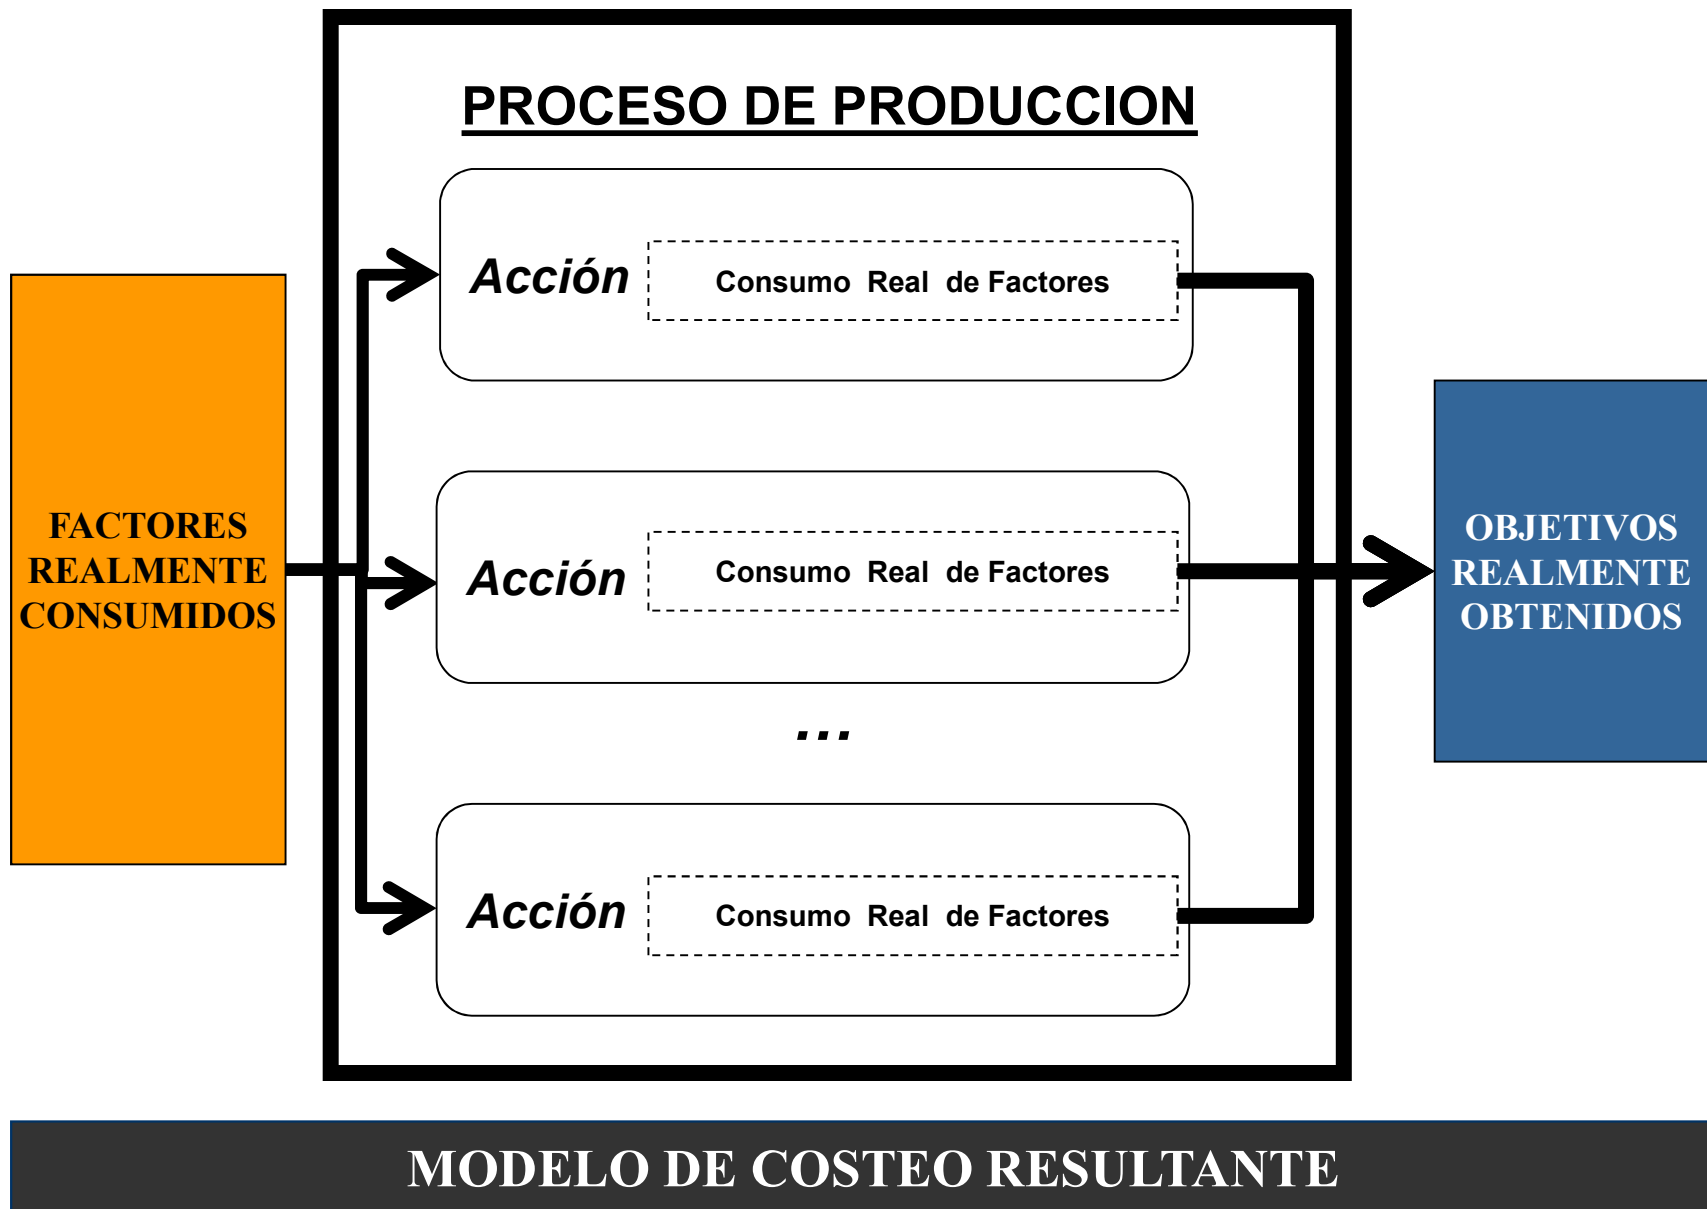 PROCESO DE PRODUCCION
Acción
Consumo Real de Factores
FACTORES
REALMENTE
CONSUMIDOS
Acción
Consumo Real de Factores
...
Acción
Consumo Real de Factores
OBJETIVOS
REALMENTE
OBTENIDOS
MODELO DE COSTEO RESULTANTE